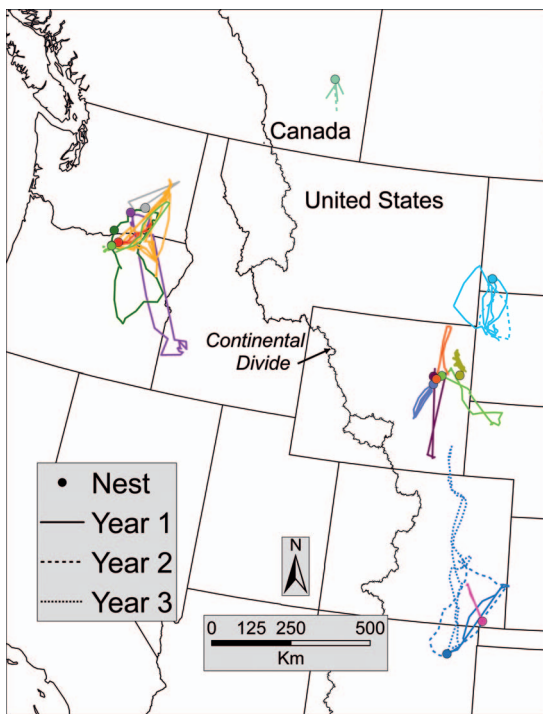 Canada
United States
Continental
Divide
Nest
Year 1
Year 2
Year 3
N
0 125 250 500
Km